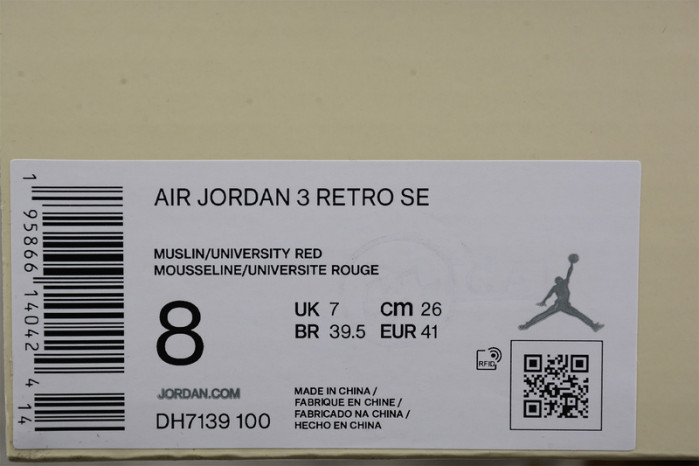 AIR JORDAN 3 RETRO SE
MUSLIN/UNIVERSITY RED
MOUSSELINE/UNIVERSITE ROUGE
8
UK 7 cm 26
BR 39.5 EUR 41
RFID
JORDAN.COM
DH7139 100
MADE IN CHINA /
FABRIQUE EN CHINE /
FABRICADO NA CHINA /
HECHO EN CHINA
1 95866 14042 4 14